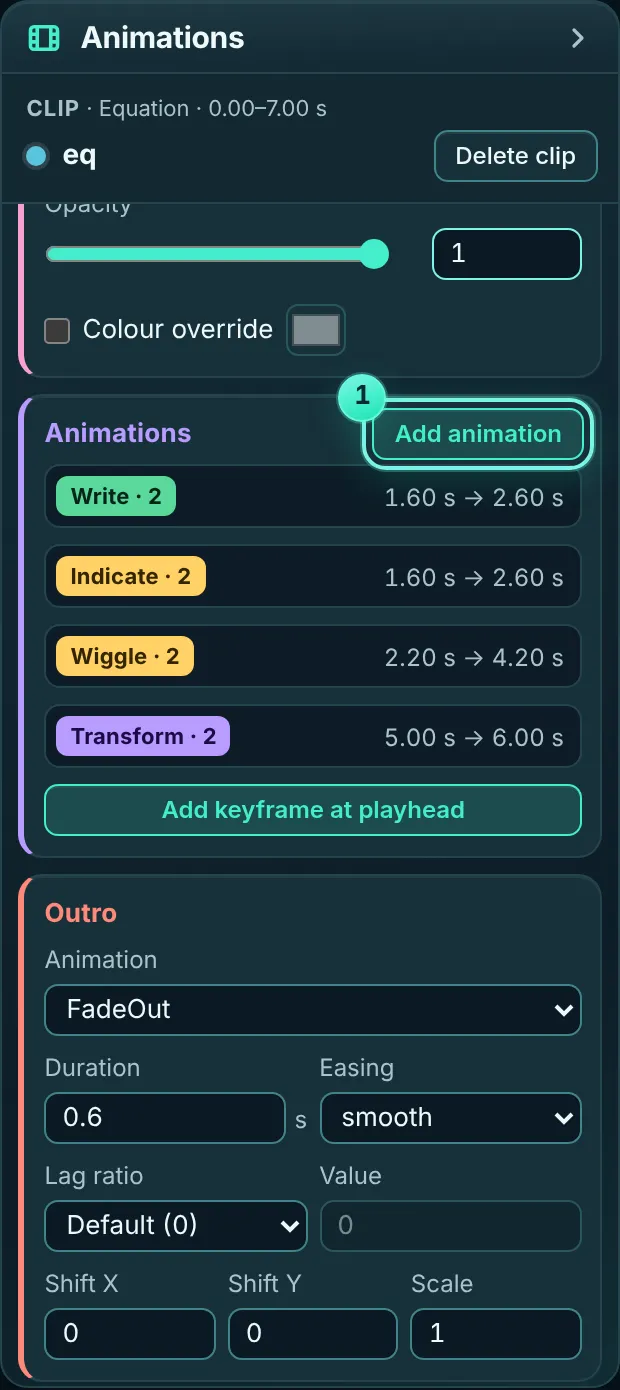 Animations
CLIP · Equation · 0.00–7.00 s
eq
Delete clip
Opacity
1
Colour override
1
Animations
Add animation
Write · 2
1.60 s → 2.60 s
Indicate · 2
1.60 s → 2.60 s
Wiggle · 2
2.20 s → 4.20 s
Transform · 2
5.00 s → 6.00 s
Add keyframe at playhead
Outro
Animation
FadeOut
Duration
Easing
0.6
s
smooth
Lag ratio
Value
Default (0)
0
Shift X
Shift Y
Scale
0
0
1